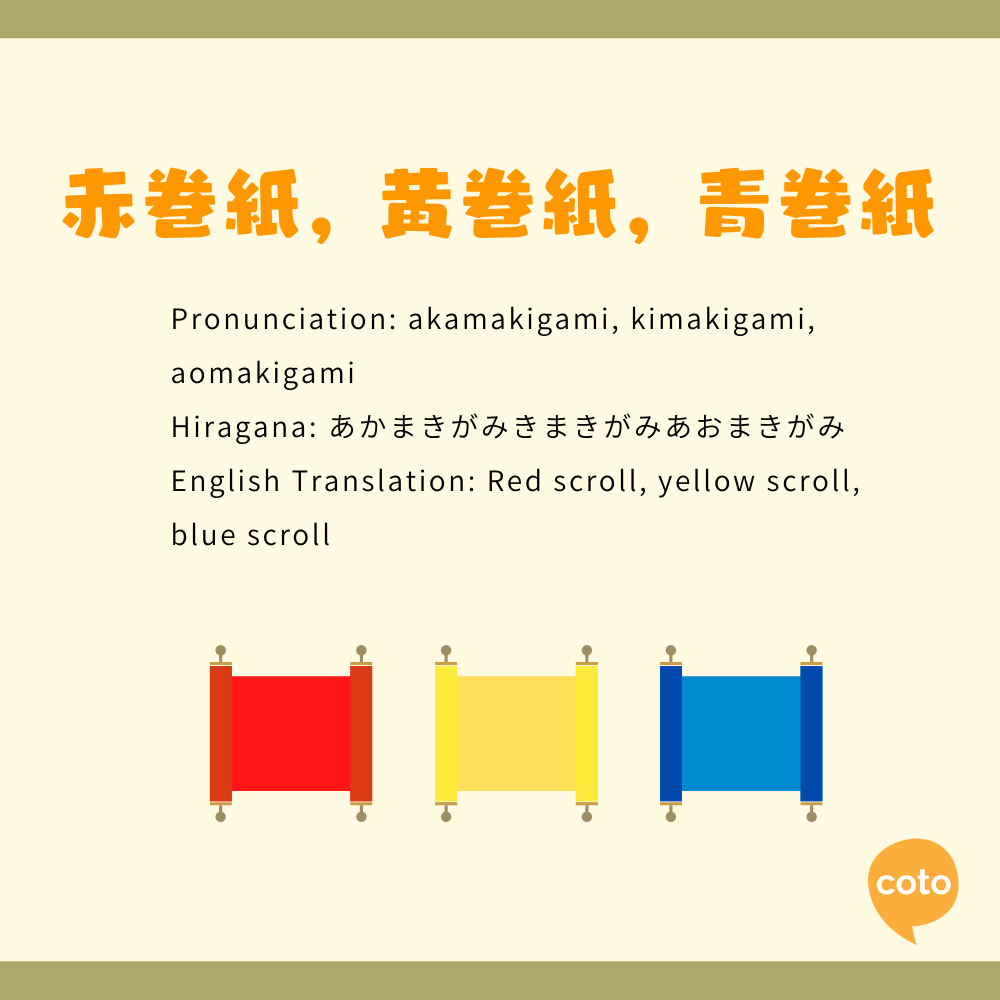 赤巻紙, 黄巻紙, 青巻紙
Pronunciation: akamakigami, kimakigami,
aomakigami
Hiragana: あかまきがみきまきがみあおまきがみ
English Translation: Red scroll, yellow scroll,
blue scroll
coto